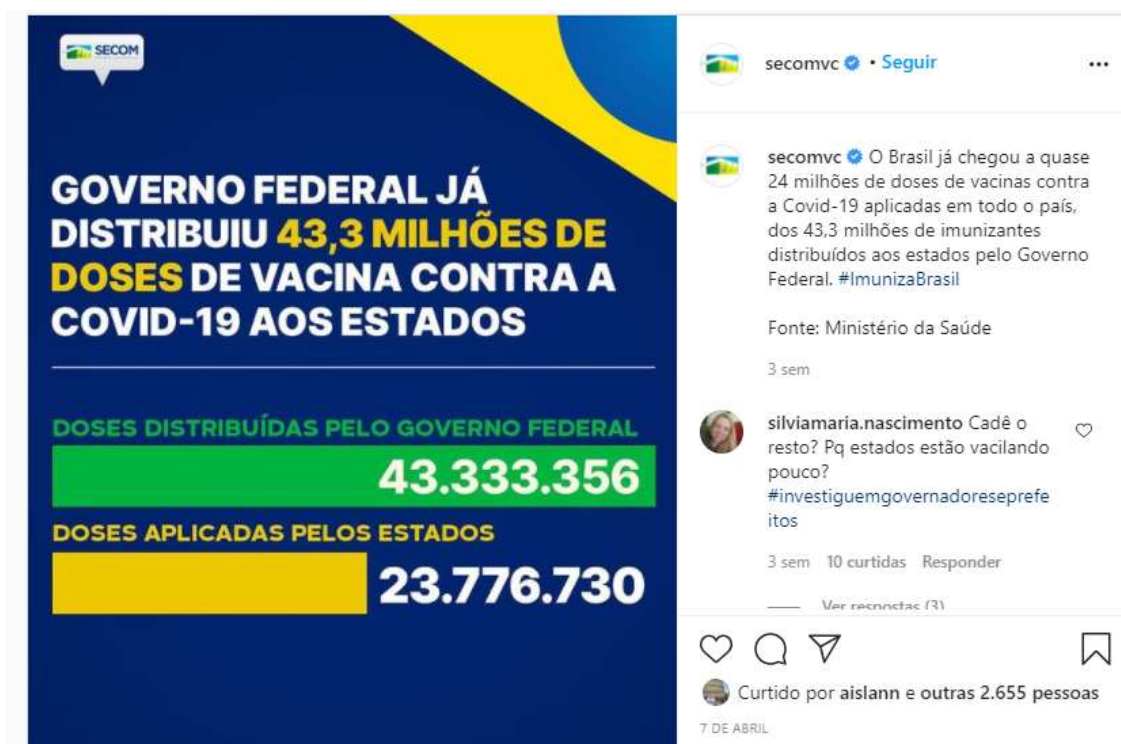 SECOM
GOVERNO FEDERAL JÁ
DISTRIBUIU 43,3 MILHÕES DE
DOSES DE VACINA CONTRA A
COVID-19 AOS ESTADOS
DOSES DISTRIBUÍDAS PELO GOVERNO FEDERAL
43.333.356
DOSES APLICADAS PELOS ESTADOS
23.776.730
secomvc • Seguir
secomvc O Brasil já chegou a quase
24 milhões de doses de vacinas contra
a Covid-19 aplicadas em todo o país,
dos 43,3 milhões de imunizantes
distribuídos aos estados pelo Governo
Federal. #ImunizaBrasil
Fonte: Ministério da Saúde
3 sem
silviamaria.nascimento Cadê o
resto? Pq estados estão vacilando
pouco?
#investiguemgovernadoreseprefe
itos
3 sem 10 curtidas Responder
Ver respostas (3)
Curtido por aislann e outras 2.655 pessoas
7 DE ABRIL